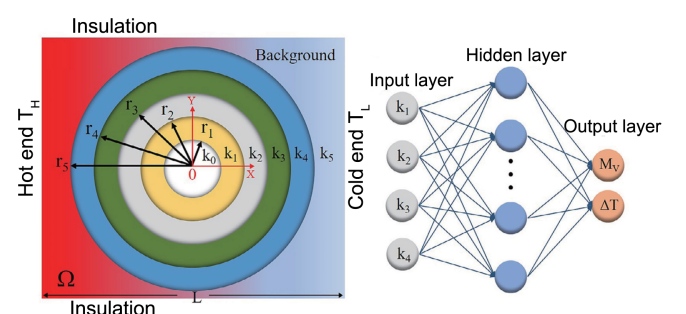 Insulation
Background
Hot end T_H
Cold end T_L
r₅
r₄
r₃
r₂
r₁
Y
X
0
k₀
k₁
k₂
k₃
k₄
k₅
Ω
L
Insulation
Input layer
k₁
k₂
k₃
k₄
Hidden layer
Output layer
M_V
ΔT